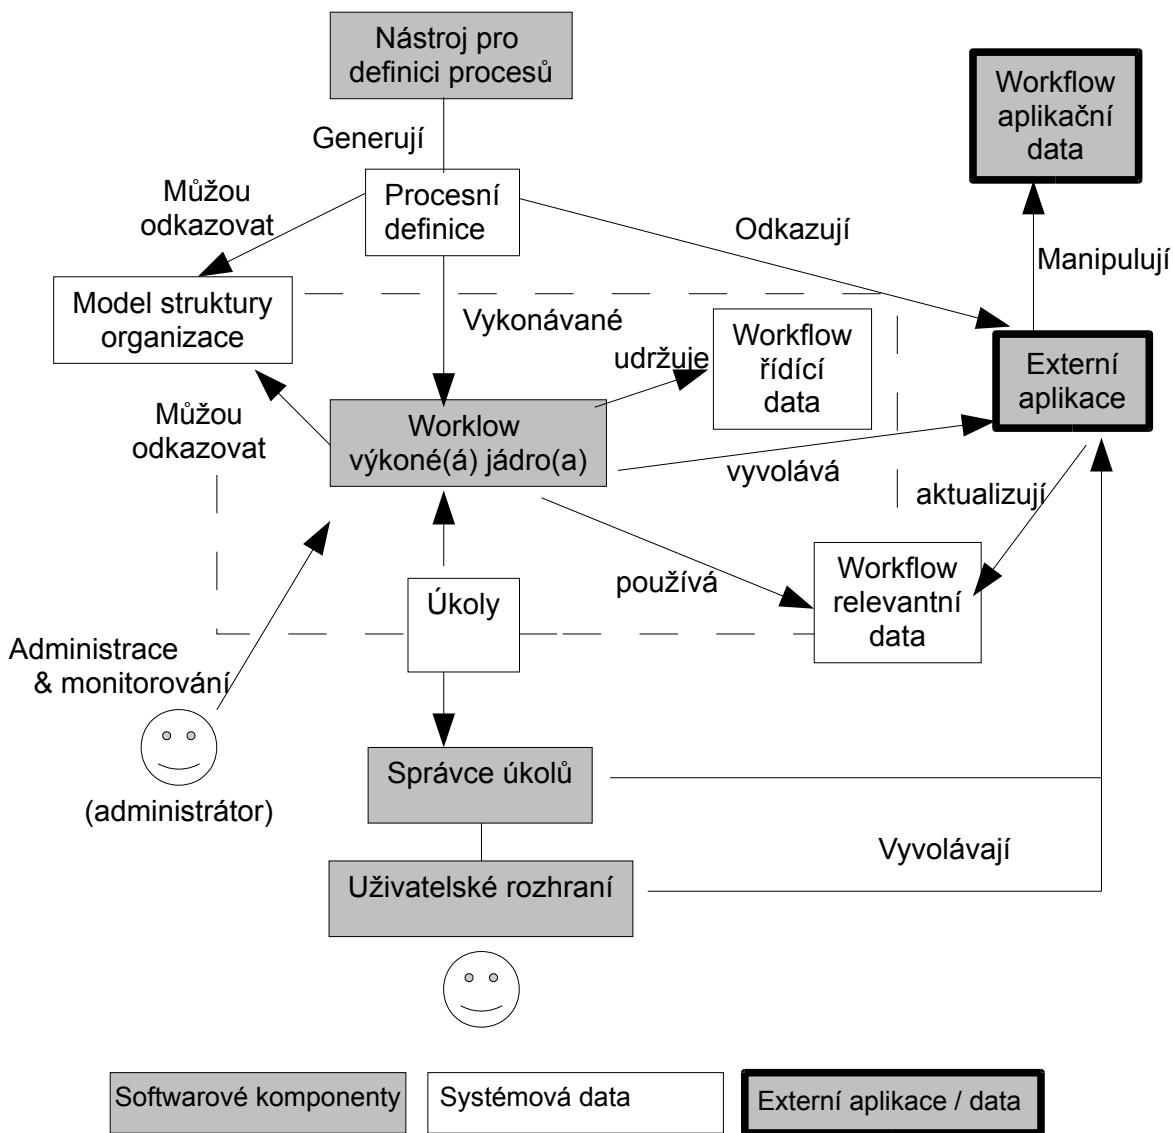 Nástroj pro
definici procesů
Workflow
aplikační
data
Generují
Procesní
definice
Můžou
odkazovat
Odkazují
Manipulují
Model struktury
organizace
Vykonávané
udržuje
Workflow
řídící
data
Externí
aplikace
Můžou
odkazovat
Worklow
výkoné(á) jádro(a)
vyvolává
aktualizují
používá
Workflow
relevantní
data
Úkoly
Administrace
& monitorování
(administrátor)
Správce úkolů
Vyvolávají
Uživatelské rozhraní
Softwarové komponenty
Systémová data
Externí aplikace / data